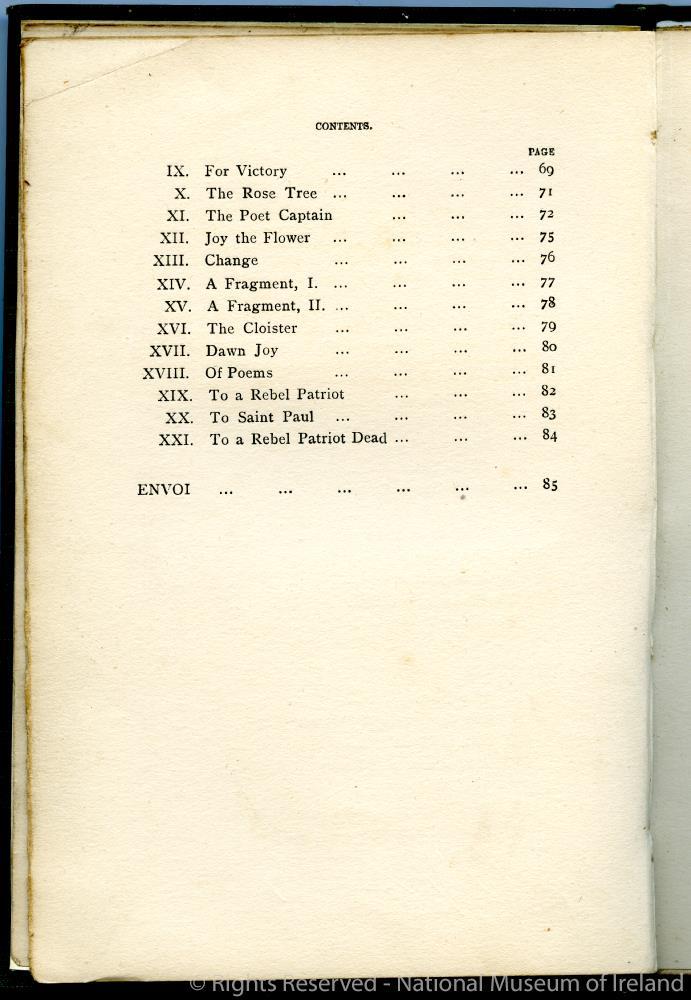 CONTENTS.
PAGE
IX. For Victory ... ... ... ... 69
X. The Rose Tree ... ... ... ... 71
XI. The Poet Captain ... ... ... 72
XII. Joy the Flower ... ... ... ... 75
XIII. Change ... ... ... ... 76
XIV. A Fragment, I. ... ... ... ... 77
XV. A Fragment, II. ... ... ... ... 78
XVI. The Cloister ... ... ... ... 79
XVII. Dawn Joy ... ... ... ... 80
XVIII. Of Poems ... ... ... ... 81
XIX. To a Rebel Patriot ... ... ... 82
XX. To Saint Paul ... ... ... ... 83
XXI. To a Rebel Patriot Dead ... ... ... 84
ENVOI ... ... ... ... ... ... 85
© Rights Reserved - National Museum of Ireland